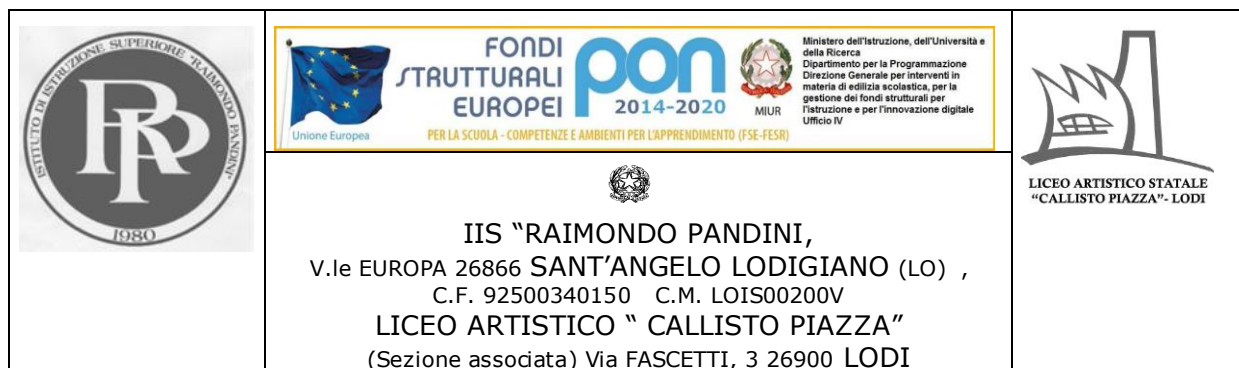 ISTITUTO DI ISTRUZIONE SUPERIORE "RAIMONDO PANDINI"
1980
Unione Europea
FONDI
STRUTTURALI
EUROPEI
pon
2014-2020
MIUR
Ministero dell'Istruzione, dell'Università e
della Ricerca
Dipartimento per la Programmazione
Direzione Generale per interventi in
materia di edilizia scolastica, per la
gestione dei fondi strutturali per
l'istruzione e per l'innovazione digitale
Ufficio IV
PER LA SCUOLA - COMPETENZE E AMBIENTI PER L'APPRENDIMENTO (FSE-FESR)
IIS “RAIMONDO PANDINI,
V.le EUROPA 26866 SANT’ANGELO LODIGIANO (LO) ,
C.F. 92500340150 C.M. LOIS00200V
LICEO ARTISTICO “ CALLISTO PIAZZA”
(Sezione associata) Via FASCETTI, 3 26900 LODI
LICEO ARTISTICO STATALE
“CALLISTO PIAZZA”- LODI